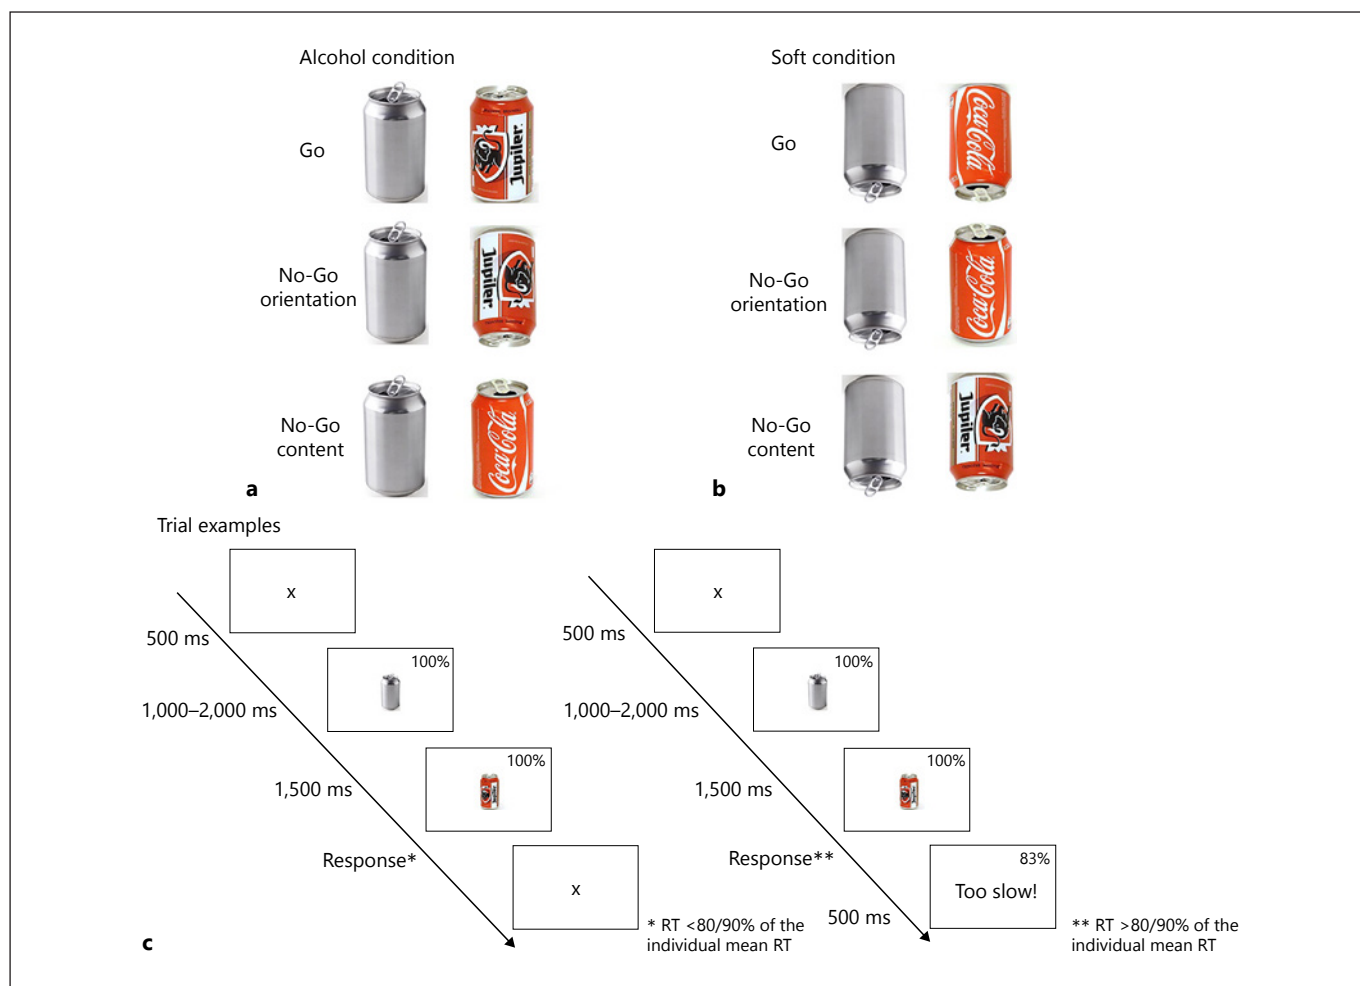 Alcohol condition
Go
Jupiler
No-Go
orientation
Jupiler
No-Go
content
Coca-Cola
a
Soft condition
Go
Coca-Cola
No-Go
orientation
Coca-Cola
No-Go
content
Jupiler
b
Trial examples
x
500 ms
100%
1,000–2,000 ms
100%
1,500 ms
Response*
x
* RT <80/90% of the
individual mean RT
x
500 ms
100%
1,000–2,000 ms
100%
1,500 ms
Response**
83%
Too slow!
500 ms
** RT >80/90% of the
individual mean RT
c